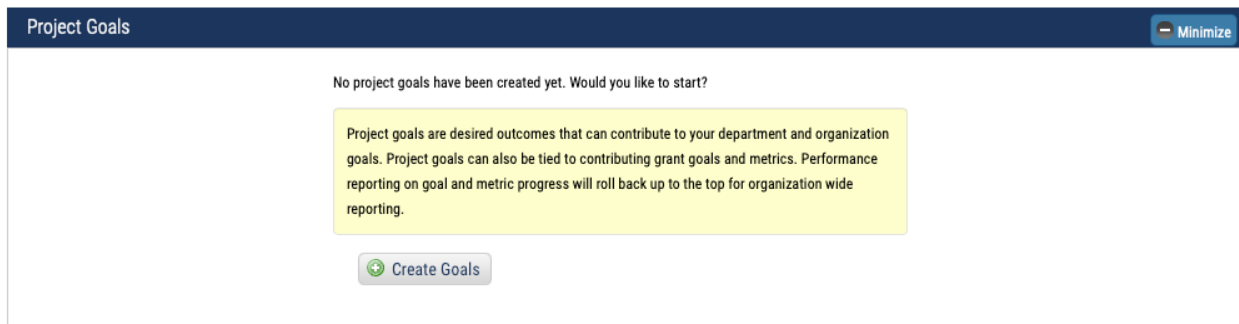 Project Goals
Minimize
No project goals have been created yet. Would you like to start?
Project goals are desired outcomes that can contribute to your department and organization
goals. Project goals can also be tied to contributing grant goals and metrics. Performance
reporting on goal and metric progress will roll back up to the top for organization wide
reporting.
Create Goals